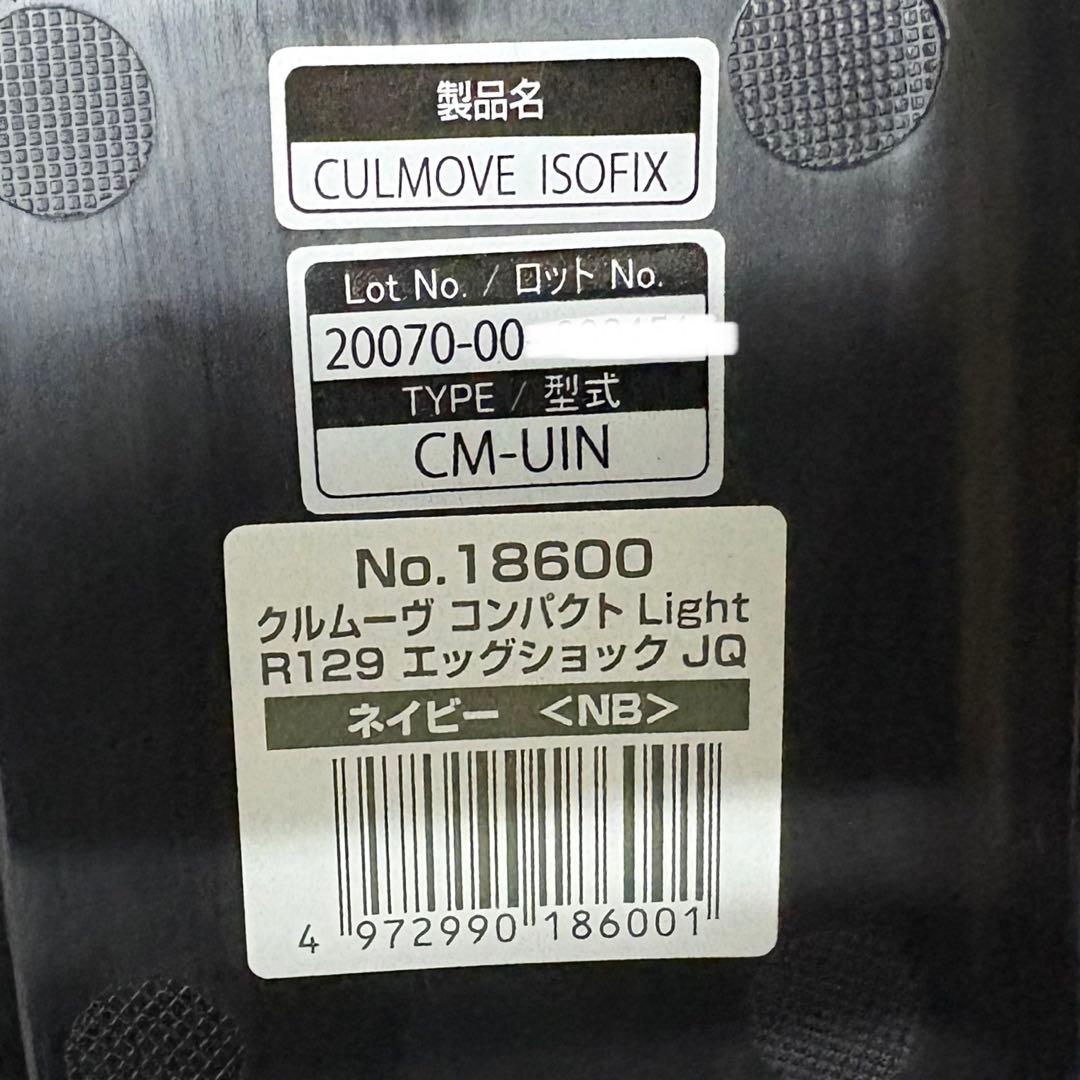 製品名
CULMOVE ISOFIX
Lot No. / ロット No.
20070-00
TYPE / 型式
CM-UIN
No.18600
クルムーヴ コンパクト Light
R129 エッグショック JQ
ネイビー <NB>
4 972990 186001